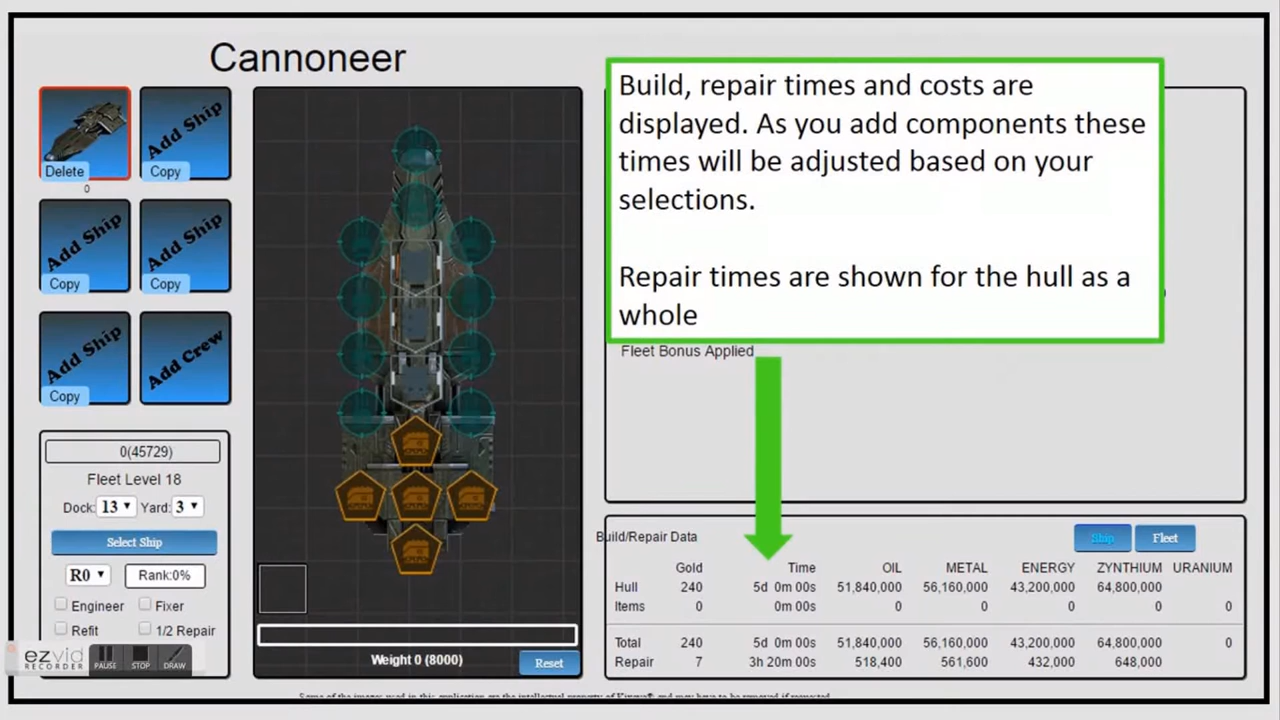 Cannoneer
Add Ship
Delete
0
Add Ship
Copy
Add Ship
Copy
Add Ship
Copy
Add Ship
Copy
Add Crew
0(45729)
Fleet Level 18
Dock: 13 Yard: 3
Select Ship
R0 Rank:0%
Engineer Fixer
Refit 1/2 Repair
ezvid
RECORDER
PAUSE STOP DRAW
Weight 0 (8000)
Reset
Build, repair times and costs are
displayed. As you add components these
times will be adjusted based on your
selections.
Repair times are shown for the hull as a
whole
Fleet Bonus Applied
Build/Repair Data
Ship Fleet
Gold Time OIL METAL ENERGY ZYNTHIUM URANIUM
Hull 240 5d 0m 00s 51,840,000 56,160,000 43,200,000 64,800,000
Items 0 0m 00s 0 0 0 0 0
Total 240 5d 0m 00s 51,840,000 56,160,000 43,200,000 64,800,000 0
Repair 7 3h 20m 00s 518,400 561,600 432,000 648,000